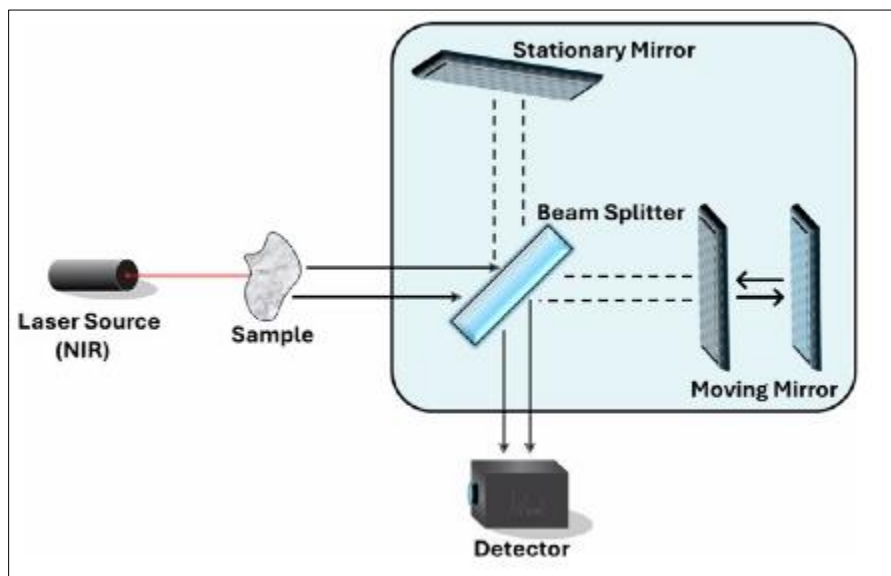 Stationary Mirror
Beam Splitter
Laser Source
(NIR)
Sample
Moving Mirror
Detector